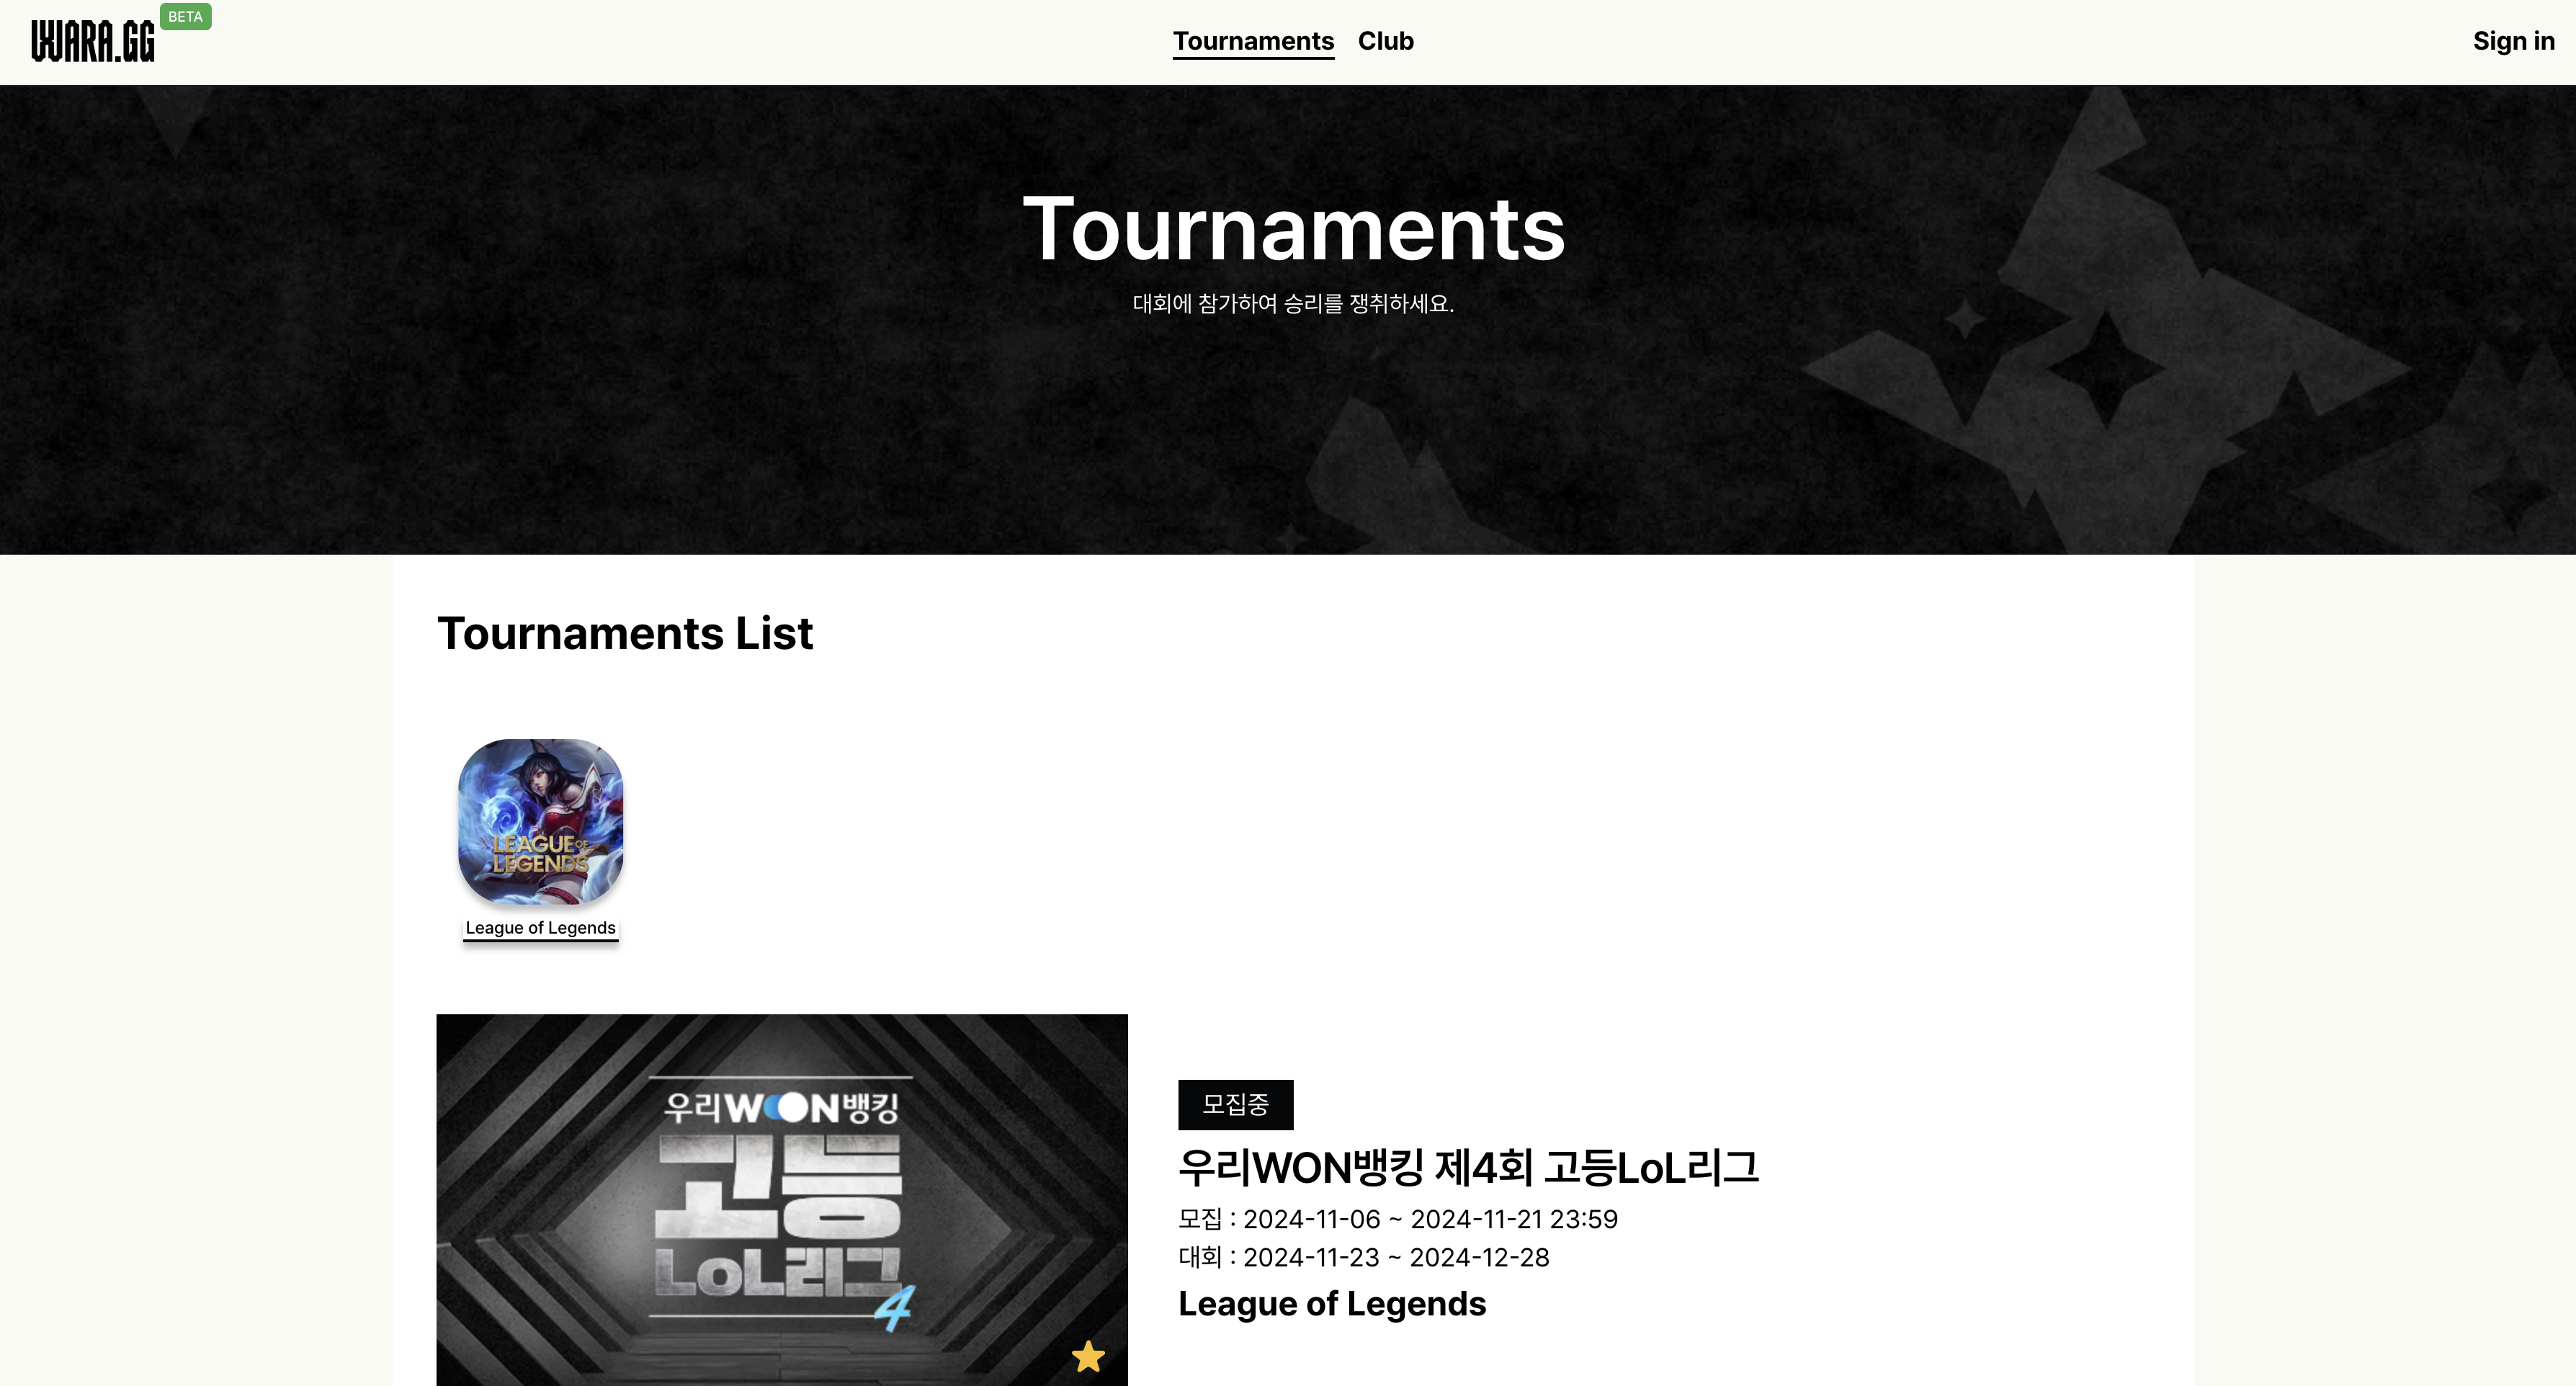 WARA.GG
BETA
Tournaments
Club
Sign in
Tournaments
대회에 참가하여 승리를 쟁취하세요.
Tournaments List
LEAGUE OF
LEGENDS
League of Legends
우리WON뱅킹
고등
LoL리그
4
모집중
우리WON뱅킹 제4회 고등LoL리그
모집 : 2024-11-06 ~ 2024-11-21 23:59
대회 : 2024-11-23 ~ 2024-12-28
League of Legends